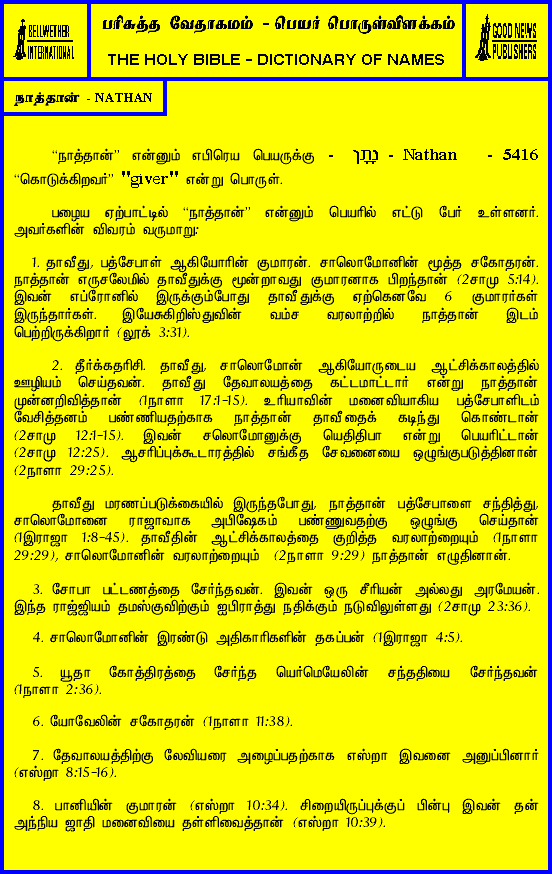 BELLWETHER
INTERNATIONAL
பரிசுத்த வேதாகமம் - பெயர் பொருள்விளக்கம்
THE HOLY BIBLE - DICTIONARY OF NAMES
GOOD NEWS
PUBLISHERS
நாத்தான் - NATHAN
“நாத்தான்” என்னும் எபிரெய பெயருக்கு - נָתָן - Nathan - 5416
“கொடுக்கிறவர்” "giver" என்று பொருள்.
பழைய ஏற்பாட்டில் “நாத்தான்” என்னும் பெயரில் எட்டு பேர் உள்ளனர்.
அவர்களின் விவரம் வருமாறு:
1. தாவீது, பத்சேபாள் ஆகியோரின் குமாரன். சாலொமோனின் மூத்த சகோதரன்.
நாத்தான் எருசலேமில் தாவீதுக்கு மூன்றாவது குமாரனாக பிறந்தான் (2சாமு 5:14).
இவன் எப்ரோனில் இருக்கும்போது தாவீதுக்கு ஏற்கெனவே 6 குமாரர்கள்
இருந்தார்கள். இயேசுகிறிஸ்துவின் வம்ச வரலாற்றில் நாத்தான் இடம்
பெற்றிருக்கிறார் (லூக் 3:31).
2. தீர்க்கதரிசி. தாவீது, சாலொமோன் ஆகியோருடைய ஆட்சிக்காலத்தில்
ஊழியம் செய்தவன். தாவீது தேவாலயத்தை கட்டமாட்டார் என்று நாத்தான்
முன்னறிவித்தான் (1நாளா 17:1-15). உரியாவின் மனைவியாகிய பத்சேபாளிடம்
வேசித்தனம் பண்ணியதற்காக நாத்தான் தாவீதைக் கடிந்து கொண்டான்
(2சாமு 12:1-15). இவன் சலொமோனுக்கு யெதிதியா என்று பெயரிட்டான்
(2சாமு 12:25). ஆசரிப்புக்கூடாரத்தில் சங்கீத சேவனையை ஒழுங்குபடுத்தினான்
(2நாளா 29:25).
தாவீது மரணப்படுக்கையில் இருந்தபோது, நாத்தான் பத்சேபாளை சந்தித்து,
சாலொமோனை ராஜாவாக அபிஷேகம் பண்ணுவதற்கு ஒழுங்கு செய்தான்
(1இராஜா 1:8-45). தாவீதின் ஆட்சிக்காலத்தை குறித்த வரலாற்றையும் (1நாளா
29:29), சாலொமோனின் வரலாற்றையும் (2நாளா 9:29) நாத்தான் எழுதினான்.
3. சோபா பட்டணத்தை சேர்ந்தவன். இவன் ஒரு சீரியன் அல்லது அரமேயன்.
இந்த ராஜ்ஜியம் தமஸ்குவிற்கும் ஐபிராத்து நதிக்கும் நடுவிலுள்ளது (2சாமு 23:36).
4. சாலொமோனின் இரண்டு அதிகாரிகளின் தகப்பன் (1இராஜா 4:5).
5. யூதா கோத்திரத்தை சேர்ந்த யெர்மெயேலின் சந்ததியை சேர்ந்தவன்
(1நாளா 2:36).
6. யோவேலின் சகோதரன் (1நாளா 11:38).
7. தேவாலயத்திற்கு லேவியரை அழைப்பதற்காக எஸ்றா இவனை அனுப்பினார்
(எஸ்றா 8:15-16).
8. பானியின் குமாரன் (எஸ்றா 10:34). சிறையிருப்புக்குப் பின்பு இவன் தன்
அந்நிய ஜாதி மனைவியை தள்ளிவைத்தான் (எஸ்றா 10:39).